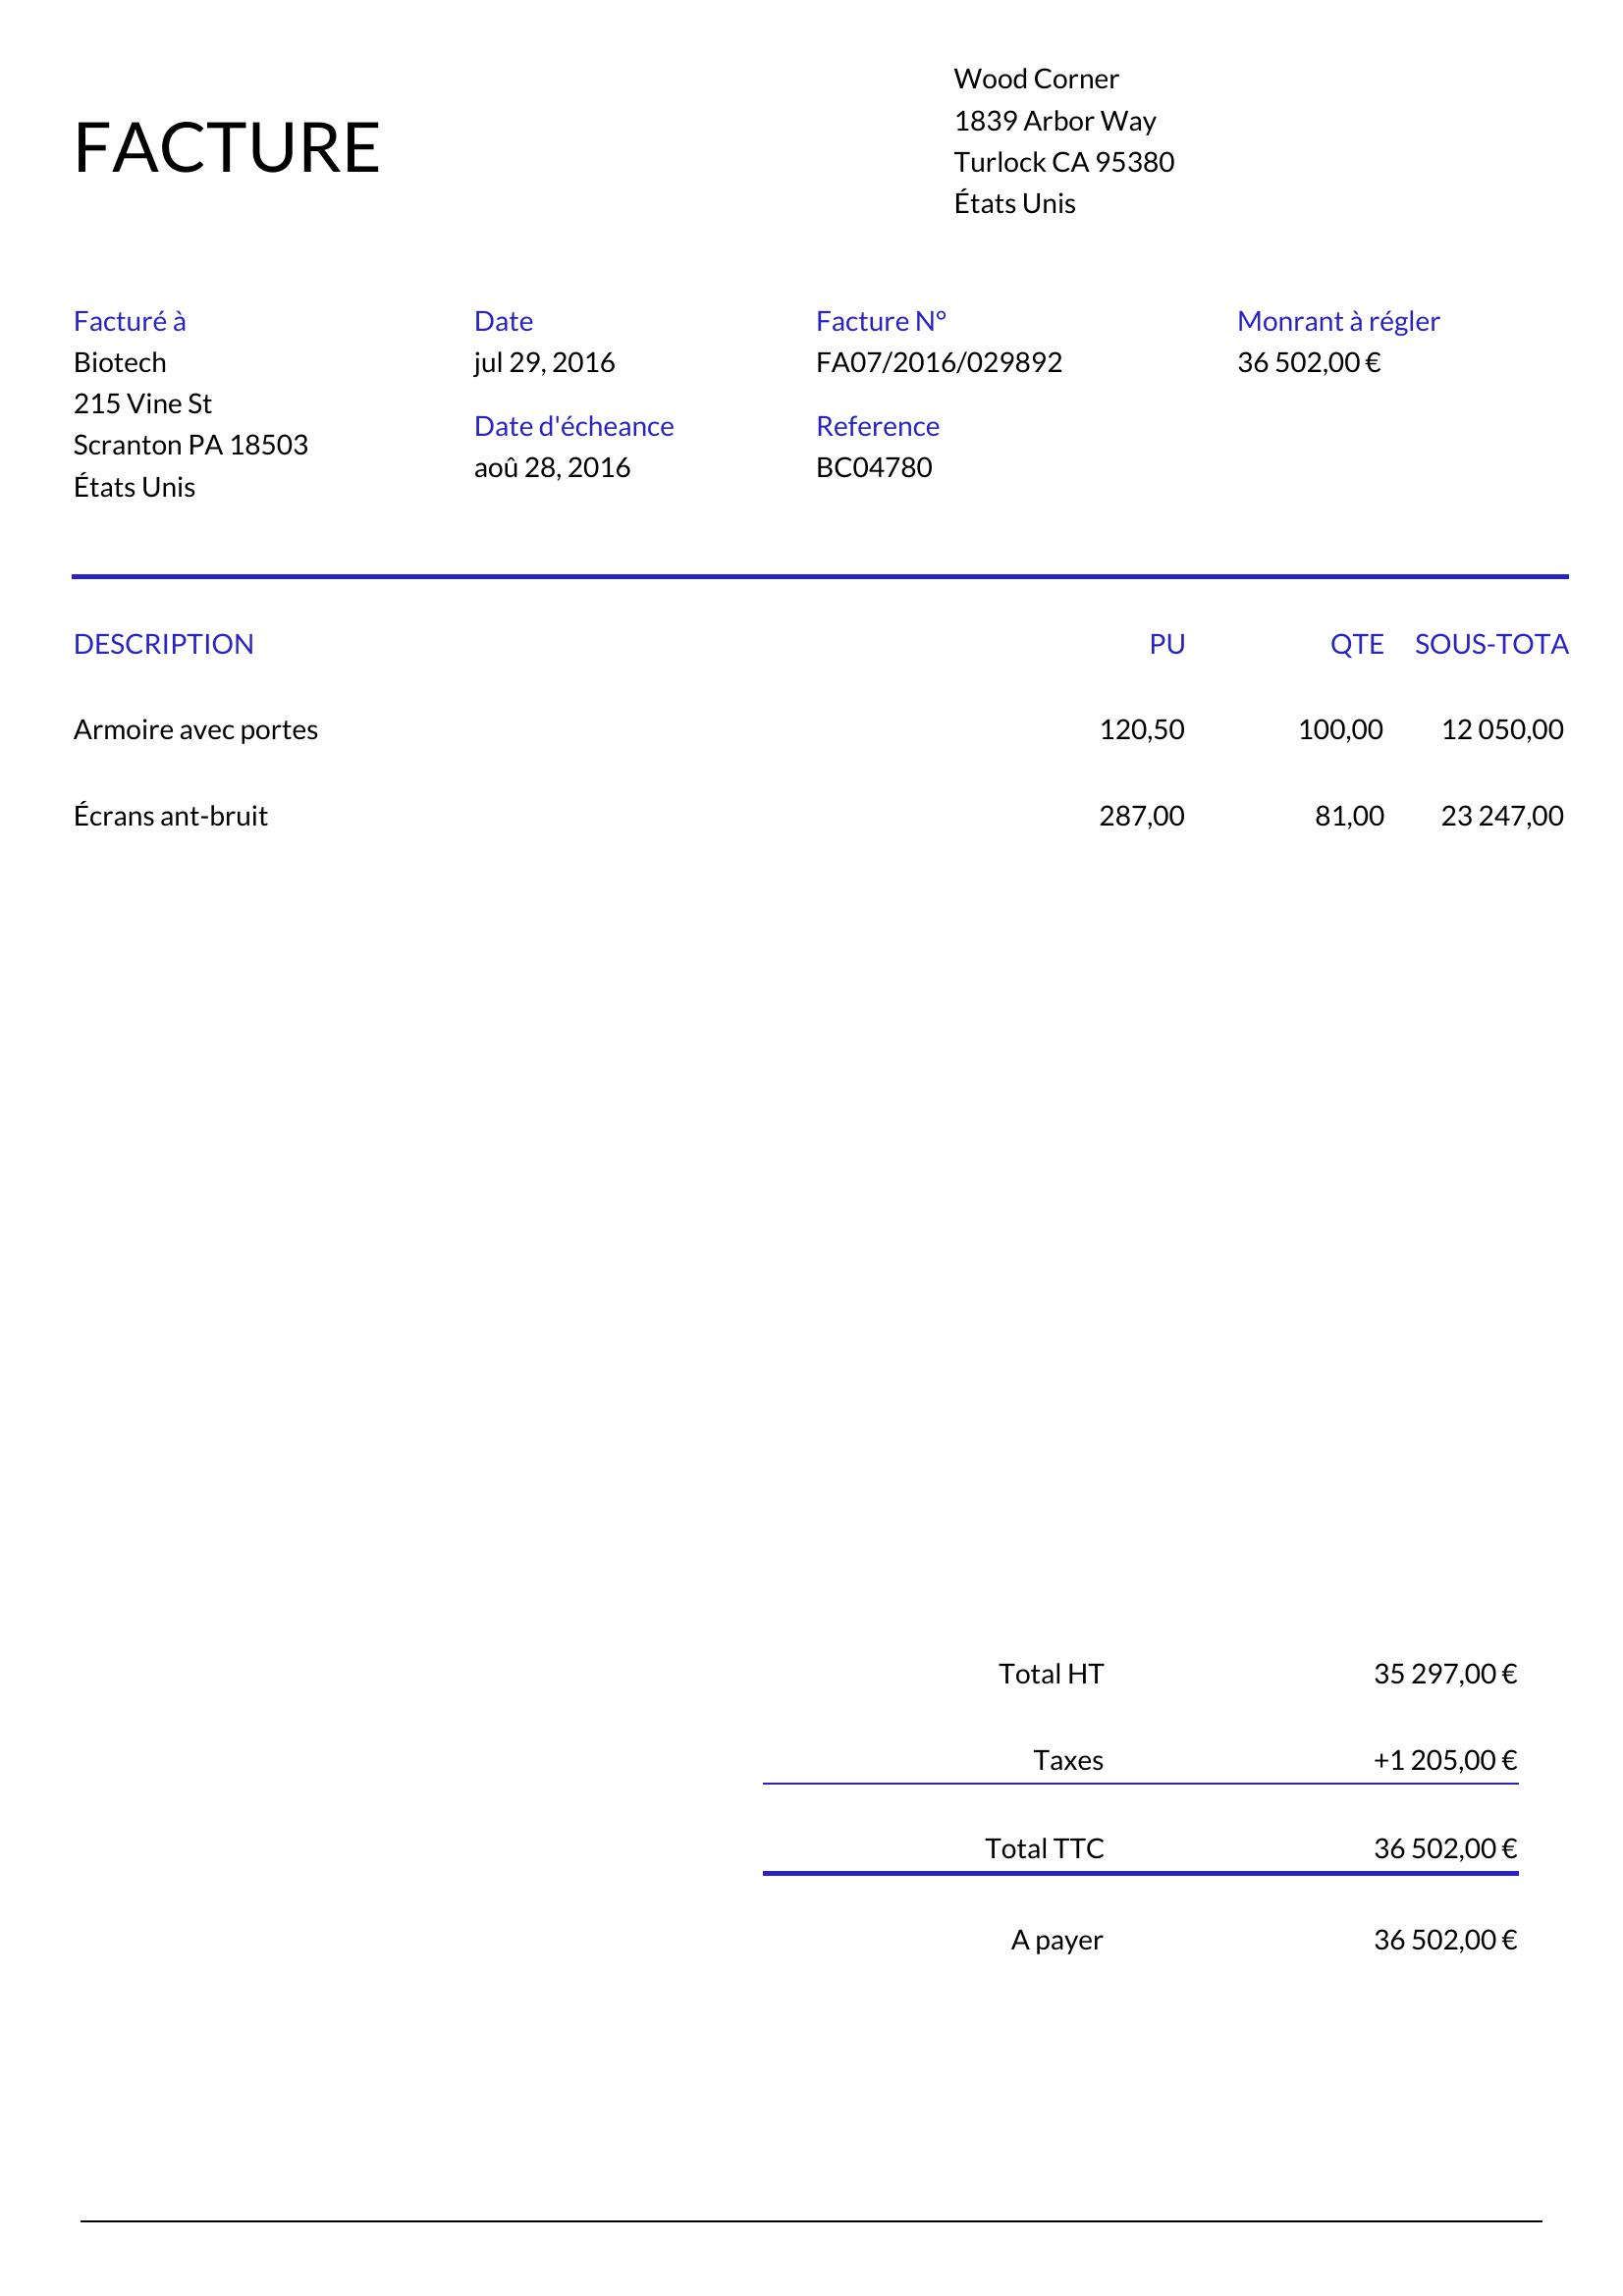 Wood Corner
1839 Arbor Way
Turlock CA 95380
États Unis
FACTURE
Facturé à
Biotech
215 Vine St
Scranton PA 18503
États Unis
Date
jul 29, 2016
Date d'écheance
aoû 28, 2016
Facture N°
FA07/2016/029892
Reference
BC04780
Monrant à régler
36 502,00 €
DESCRIPTION PU QTE SOUS-TOTA
Armoire avec portes 120,50 100,00 12 050,00
Écrans ant-bruit 287,00 81,00 23 247,00
Total HT 35 297,00 €
Taxes +1 205,00 €
Total TTC 36 502,00 €
A payer 36 502,00 €